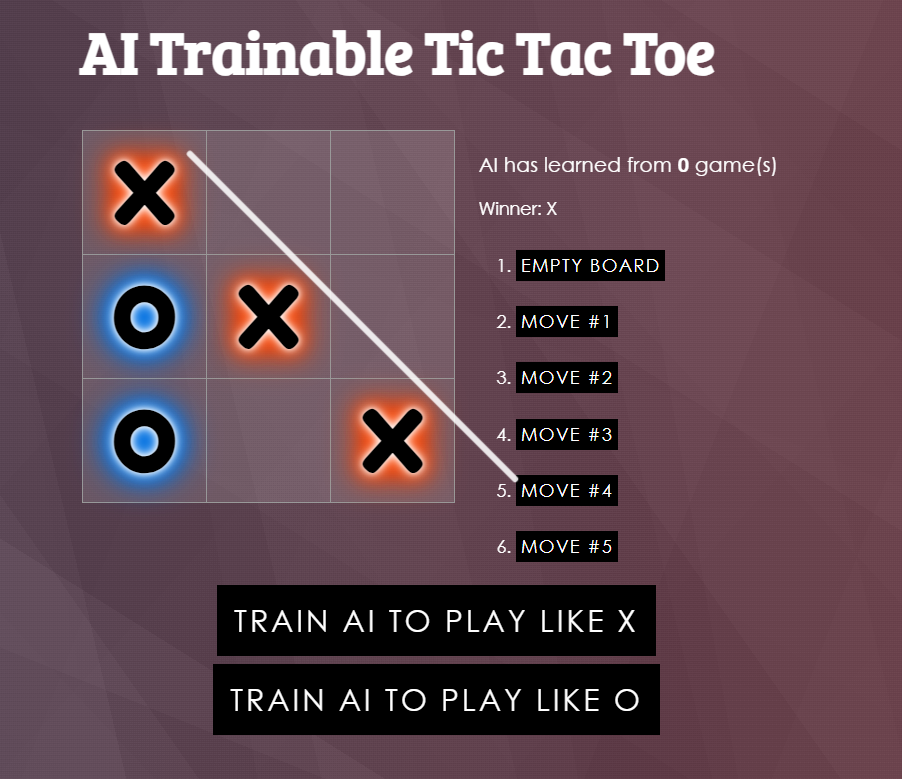 AI Trainable Tic Tac Toe
AI has learned from 0 game(s)
Winner: X
X
O X
O X
1. EMPTY BOARD
2. MOVE #1
3. MOVE #2
4. MOVE #3
5. MOVE #4
6. MOVE #5
TRAIN AI TO PLAY LIKE X
TRAIN AI TO PLAY LIKE O